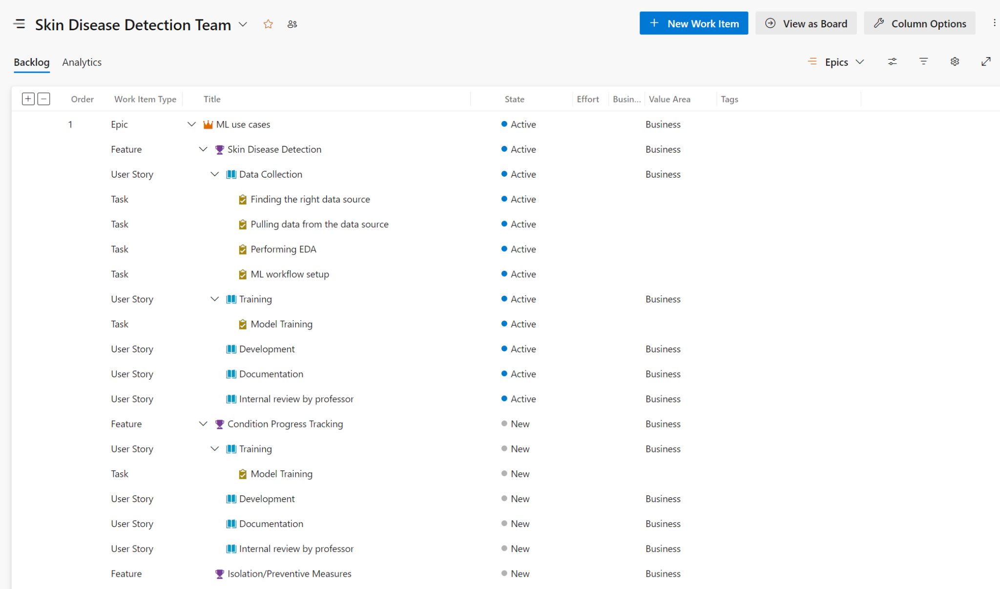 Skin Disease Detection Team
New Work Item View as Board Column Options
Backlog Analytics Epics
Order Work Item Type Title State Effort Busin... Value Area Tags
1 Epic ML use cases Active Business
Feature Skin Disease Detection Active Business
User Story Data Collection Active Business
Task Finding the right data source Active
Task Pulling data from the data source Active
Task Performing EDA Active
Task ML workflow setup Active
User Story Training Active Business
Task Model Training Active
User Story Development Active Business
User Story Documentation Active Business
User Story Internal review by professor Active Business
Feature Condition Progress Tracking New Business
User Story Training New Business
Task Model Training New
User Story Development New Business
User Story Documentation New Business
User Story Internal review by professor New Business
Feature Isolation/Preventive Measures New Business